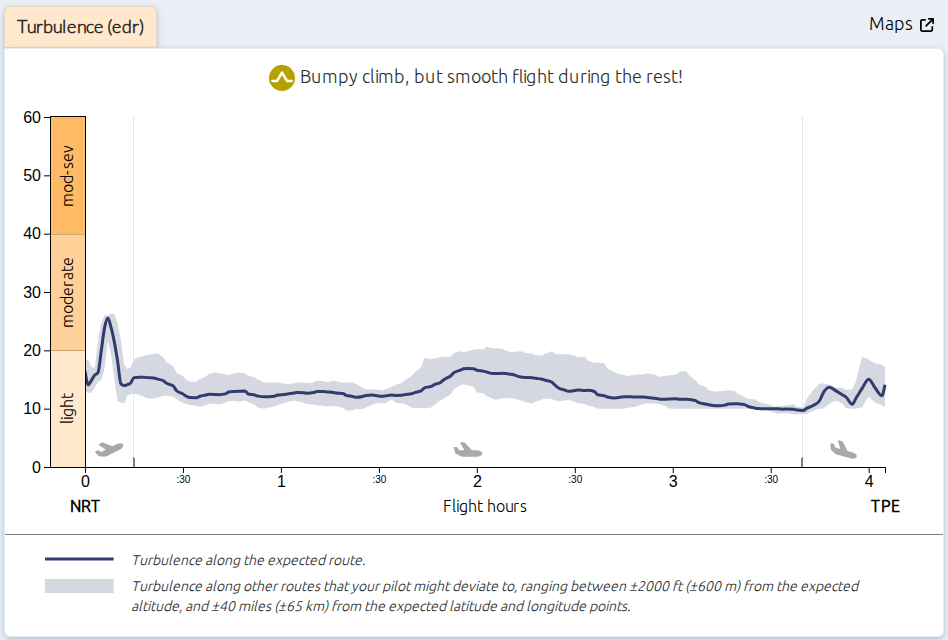 Turbulence (edr)
Maps
Bumpy climb, but smooth flight during the rest!
60
50
40
30
20
10
0
mod-sev
moderate
light
0 :30 1 :30 2 :30 3 :30 4
NRT Flight hours TPE
Turbulence along the expected route.
Turbulence along other routes that your pilot might deviate to, ranging between ±2000 ft (±600 m) from the expected
altitude, and ±40 miles (±65 km) from the expected latitude and longitude points.